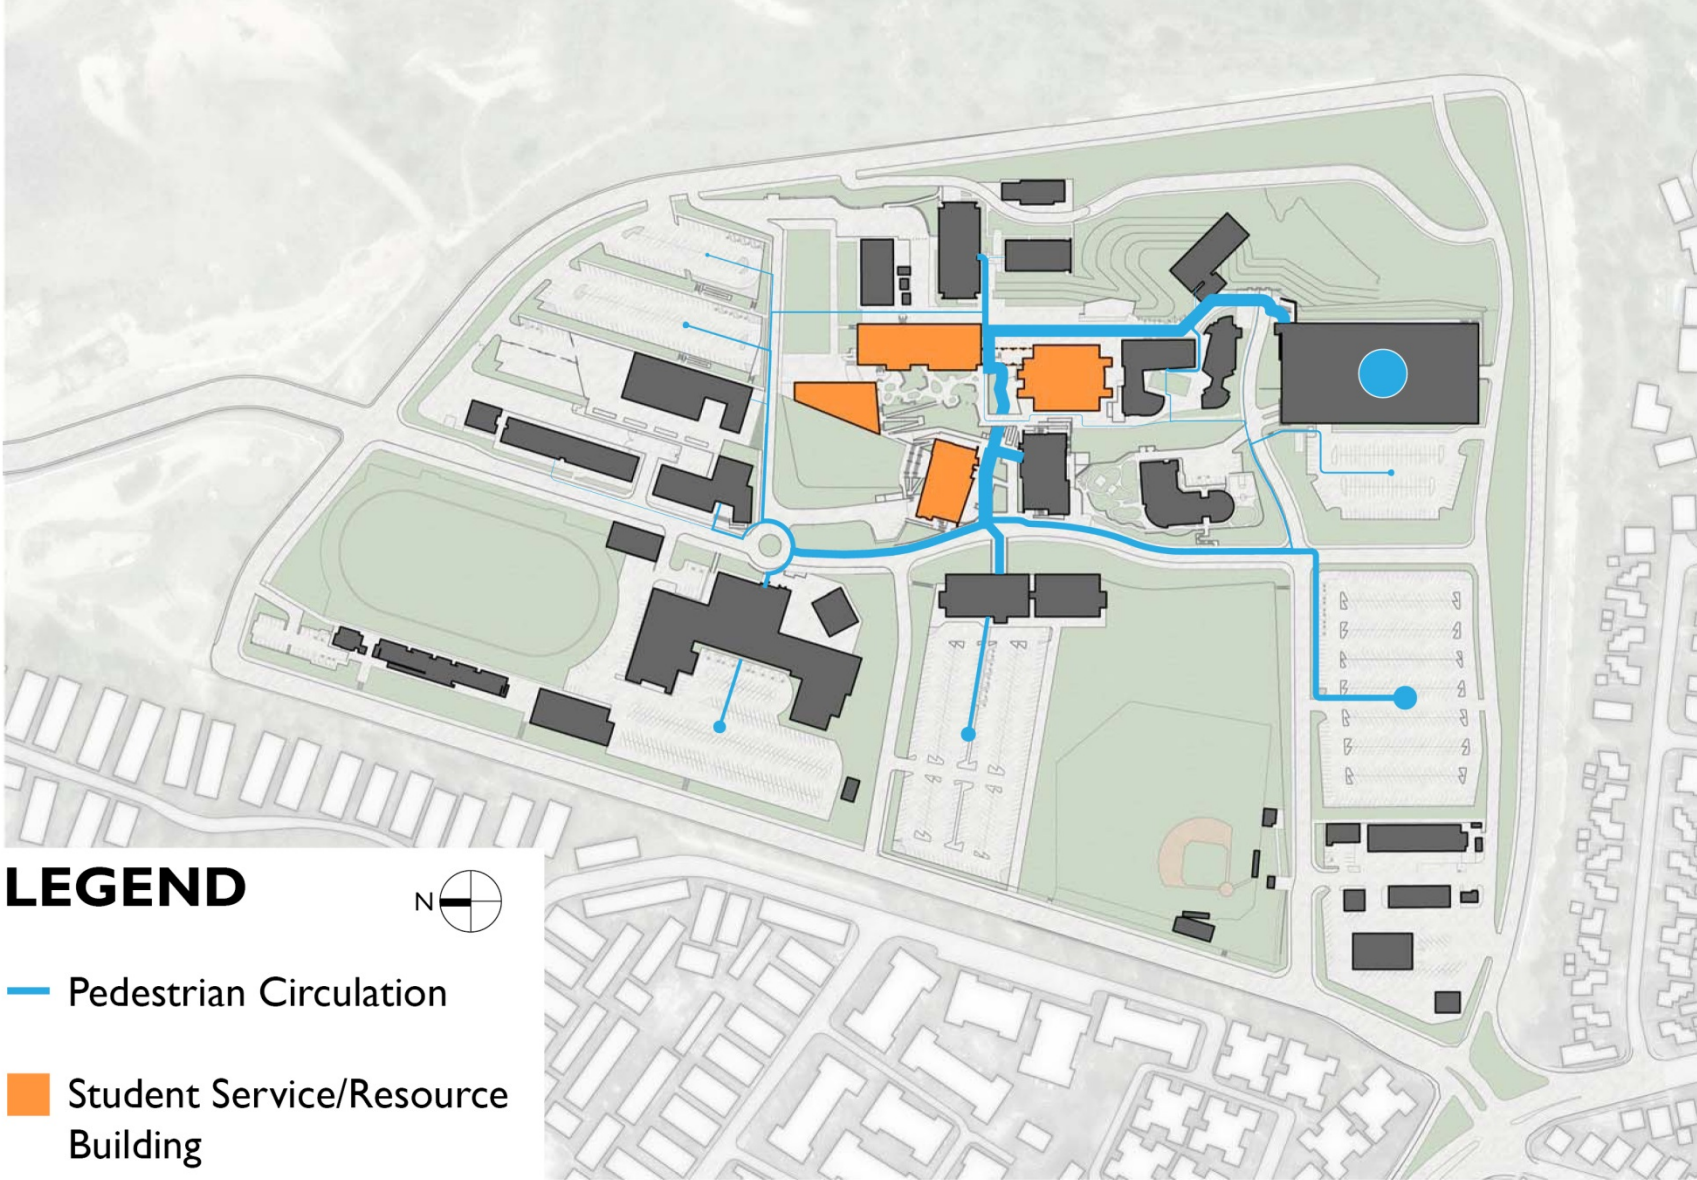 LEGEND
N
Pedestrian Circulation
Student Service/Resource
Building